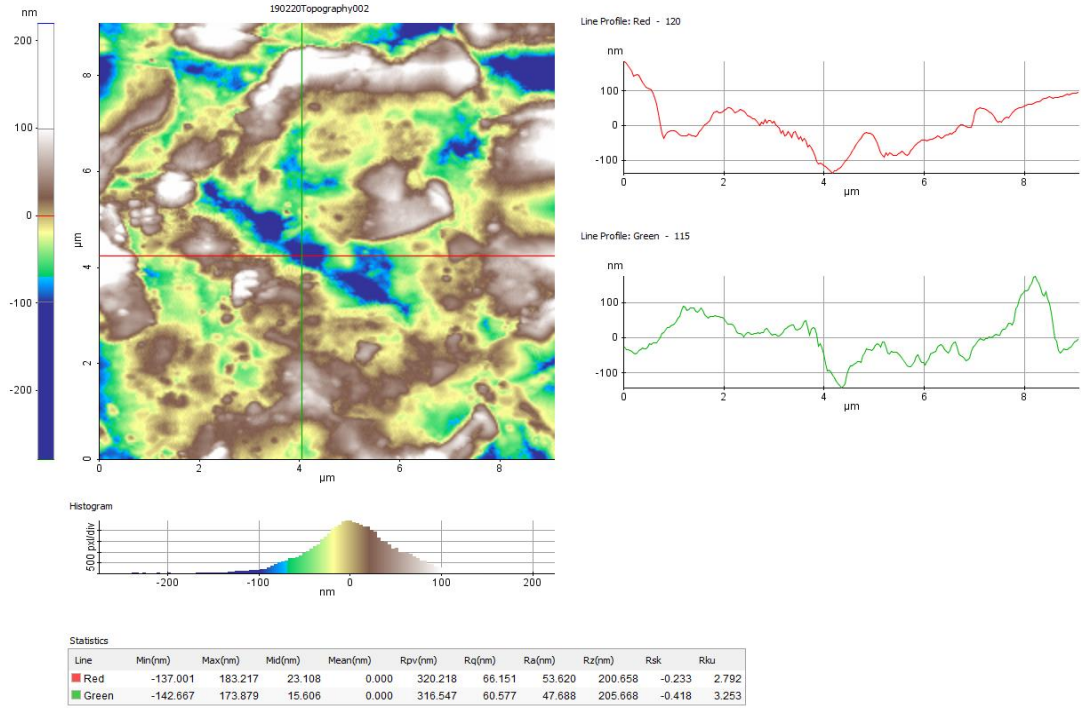 nm
190220Topography002
200
100
0
-100
-200
8
6
4
2
0
µm
0 2 4 6 8
µm
Line Profile: Red - 120
nm
100
0
-100
0 2 4 6 8
µm
Line Profile: Green - 115
nm
100
0
-100
0 2 4 6 8
µm
Histogram
500 pxl/div
-200 -100 0 100 200
nm
Statistics
Line Min(nm) Max(nm) Mid(nm) Mean(nm) Rpv(nm) Rq(nm) Ra(nm) Rz(nm) Rsk Rku
Red -137.001 183.217 23.108 0.000 320.218 66.151 53.620 200.658 -0.233 2.792
Green -142.667 173.879 15.606 0.000 316.547 60.577 47.688 205.668 -0.418 3.253